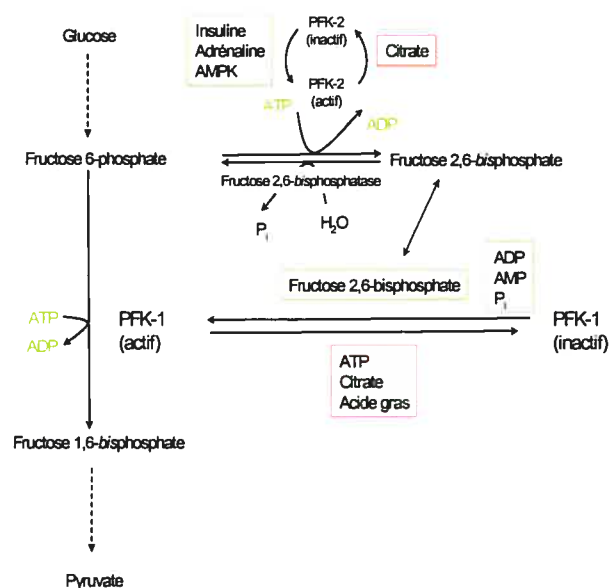 Glucose
Insuline
Adrénaline
AMPK
PFK-2
(inactif)
Citrate
PFK-2
(actif)
ATP
ADP
Fructose 6-phosphate
Fructose 2,6-bisphosphate
Fructose 2,6-bisphosphatase
Pi
H2O
Fructose 2,6-bisphosphate
ADP
AMP
Pi
ATP
ADP
PFK-1
(actif)
PFK-1
(inactif)
ATP
Citrate
Acide gras
Fructose 1,6-bisphosphate
Pyruvate